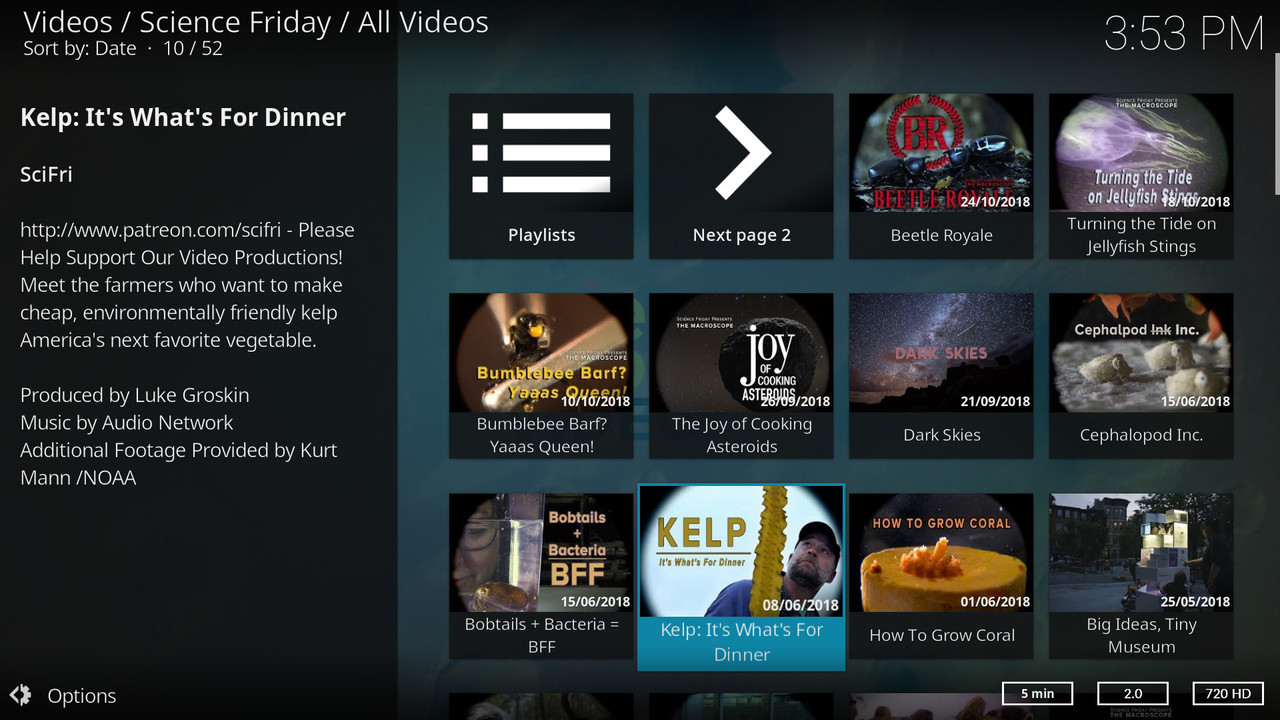 Videos / Science Friday / All Videos
Sort by: Date · 10 / 52
3:53 PM
Kelp: It's What's For Dinner
SciFri
http://www.patreon.com/scifri - Please
Help Support Our Video Productions!
Meet the farmers who want to make
cheap, environmentally friendly kelp
America's next favorite vegetable.
Produced by Luke Groskin
Music by Audio Network
Additional Footage Provided by Kurt
Mann /NOAA
Playlists
Next page 2
BR
BEETLE ROYALE
24/10/2018
Beetle Royale
SCIENCE FRIDAY PRESENTS
THE MACROSCOPE
Turning the Tide
on Jellyfish Stings
18/10/2018
Turning the Tide on
Jellyfish Stings
SCIENCE FRIDAY PRESENTS
THE MACROSCOPE
Bumblebee Barf?
Yaaas Queen!
10/10/2018
Bumblebee Barf?
Yaaas Queen!
SCIENCE FRIDAY PRESENTS
THE MACROSCOPE
joy
OF
COOKING
ASTEROIDS
26/09/2018
The Joy of Cooking
Asteroids
DARK SKIES
21/09/2018
Dark Skies
Cephalpod Ink Inc.
15/06/2018
Cephalopod Inc.
Bobtails
+
Bacteria
BFF
15/06/2018
Bobtails + Bacteria =
BFF
KELP
It's What's For Dinner
08/06/2018
Kelp: It's What's For
Dinner
HOW TO GROW CORAL
01/06/2018
How To Grow Coral
25/05/2018
Big Ideas, Tiny
Museum
Options
5 min
2.0
720 HD
SCIENCE FRIDAY PRESENTS
THE MACROSCOPE